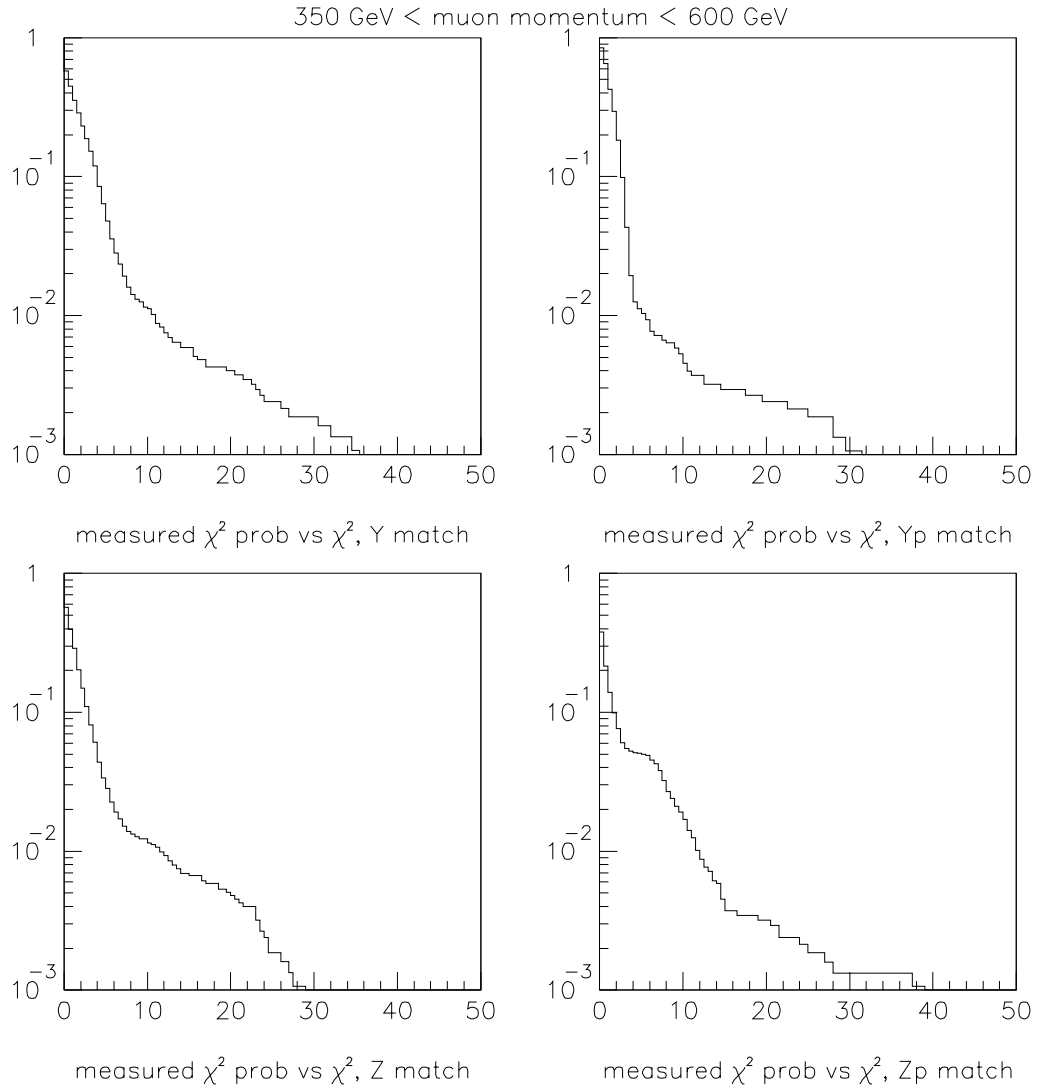 350 GeV < muon momentum < 600 GeV
1
10⁻¹
10⁻²
10⁻³
0 10 20 30 40 50
measured χ² prob vs χ², Y match
1
10⁻¹
10⁻²
10⁻³
0 10 20 30 40 50
measured χ² prob vs χ², Yp match
1
10⁻¹
10⁻²
10⁻³
0 10 20 30 40 50
measured χ² prob vs χ², Z match
1
10⁻¹
10⁻²
10⁻³
0 10 20 30 40 50
measured χ² prob vs χ², Zp match